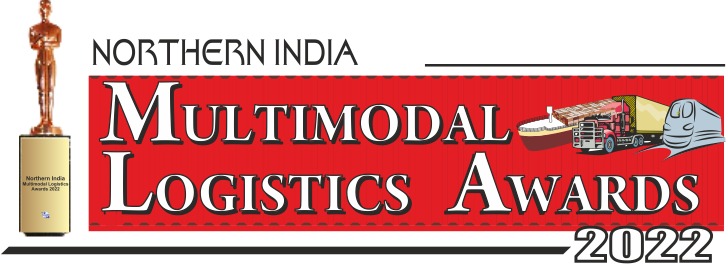 NORTHERN INDIA
MULTIMODAL
LOGISTICS AWARDS
2022
Northern India
Multimodal Logistics
Awards 2022